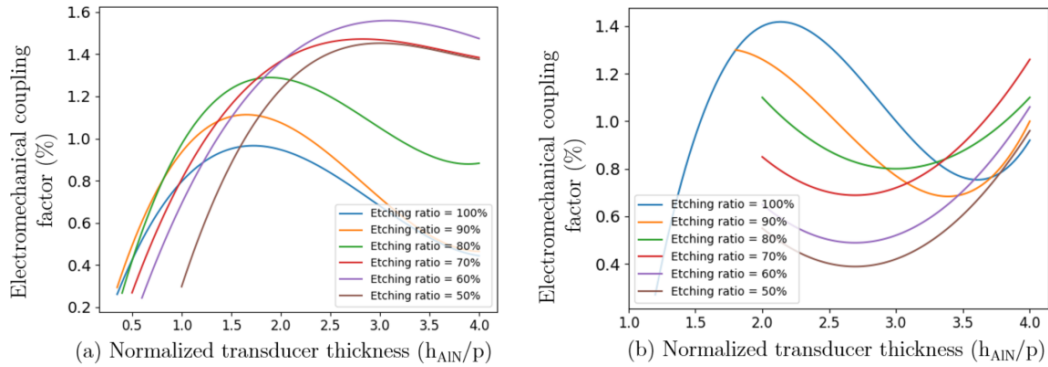 Electromechanical coupling
factor (%)
1.6
1.4
1.2
1.0
0.8
0.6
0.4
0.2
Etching ratio = 100%
Etching ratio = 90%
Etching ratio = 80%
Etching ratio = 70%
Etching ratio = 60%
Etching ratio = 50%
0.5 1.0 1.5 2.0 2.5 3.0 3.5 4.0
(a) Normalized transducer thickness (hAlN/p)
Electromechanical coupling
factor (%)
1.4
1.2
1.0
0.8
0.6
0.4
Etching ratio = 100%
Etching ratio = 90%
Etching ratio = 80%
Etching ratio = 70%
Etching ratio = 60%
Etching ratio = 50%
1.0 1.5 2.0 2.5 3.0 3.5 4.0
(b) Normalized transducer thickness (hAlN/p)